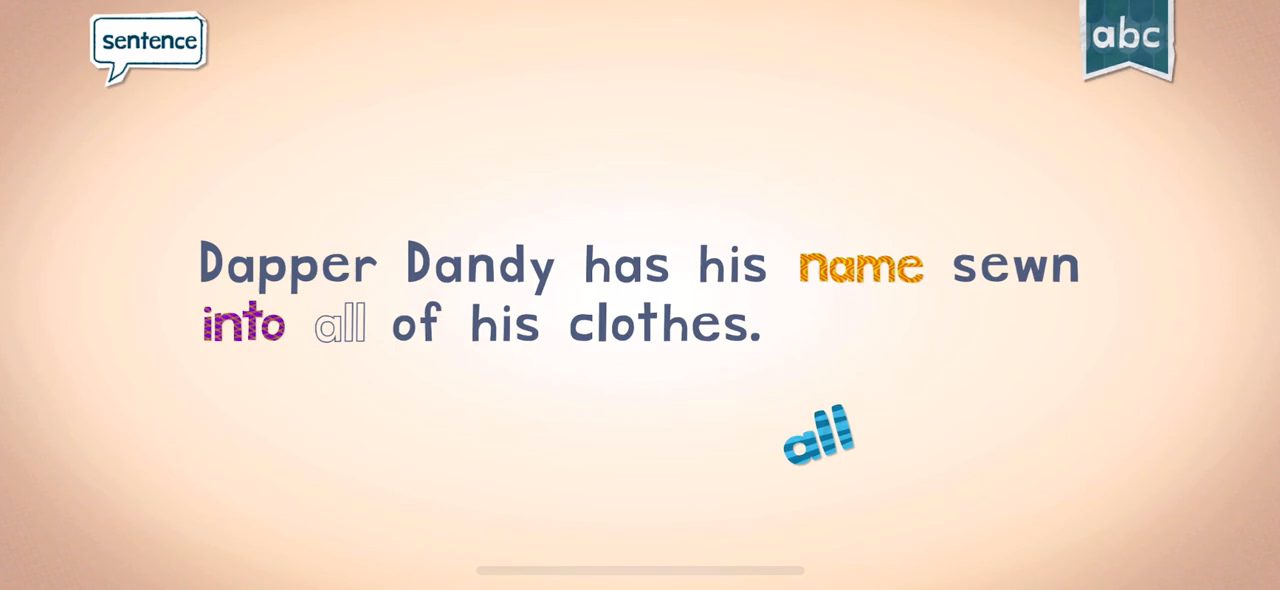 sentence
abc
Dapper Dandy has his name sewn
into all of his clothes.
all